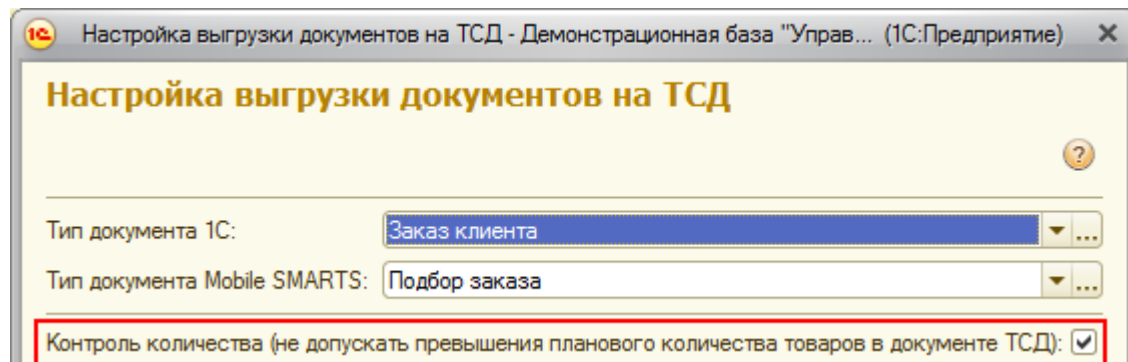 1С Настройка выгрузки документов на ТСД - Демонстрационная база "Управ... (1С:Предприятие)
Настройка выгрузки документов на ТСД
?
Тип документа 1С: Заказ клиента ...
Тип документа Mobile SMARTS: Подбор заказа ...
Контроль количества (не допускать превышения планового количества товаров в документе ТСД):